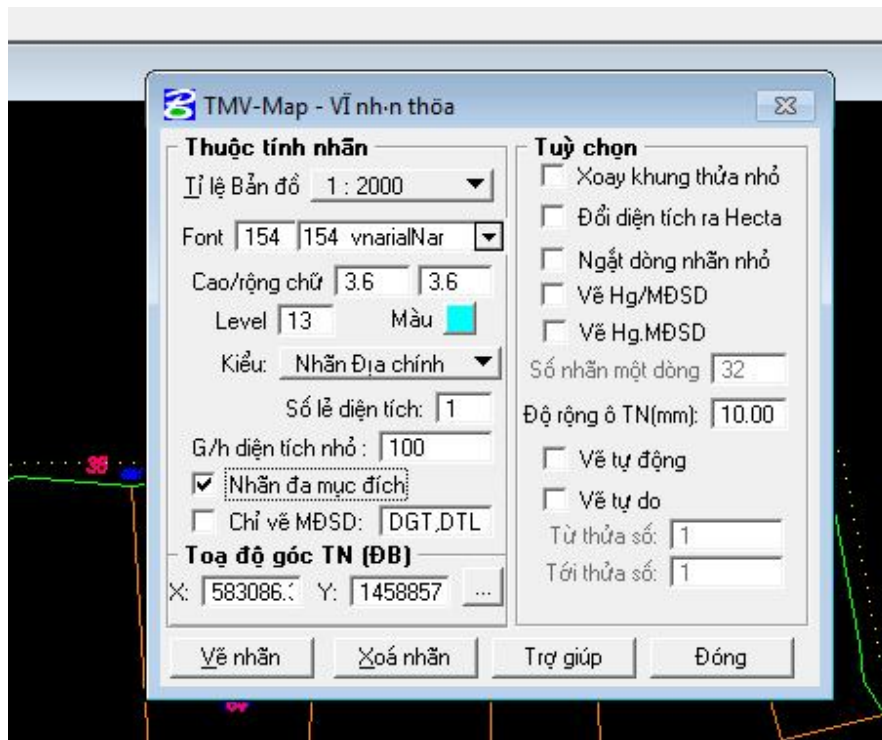 TMV-Map - VÏ nh·n thöa
Thuộc tính nhãn
Tỉ lệ Bản đồ 1 : 2000
Font 154 154 vnarialNar
Cao/rộng chữ 3.6 3.6
Level 13 Màu
Kiểu: Nhãn Địa chính
Số lẻ diện tích: 1
G/h diện tích nhỏ : 100
Nhãn đa mục đích
Chỉ vẽ MĐSD: DGT,DTL
Toạ độ góc TN (ĐB)
X: 583086. Y: 1458857 ...
Tuỳ chọn
Xoay khung thửa nhỏ
Đổi diện tích ra Hecta
Ngắt dòng nhãn nhỏ
Vẽ Hg/MĐSD
Vẽ Hg.MĐSD
Số nhãn một dòng 32
Độ rộng ô TN(mm): 10.00
Vẽ tự động
Vẽ tự do
Từ thửa số: 1
Tới thửa số: 1
Vẽ nhãn Xoá nhãn Trợ giúp Đóng